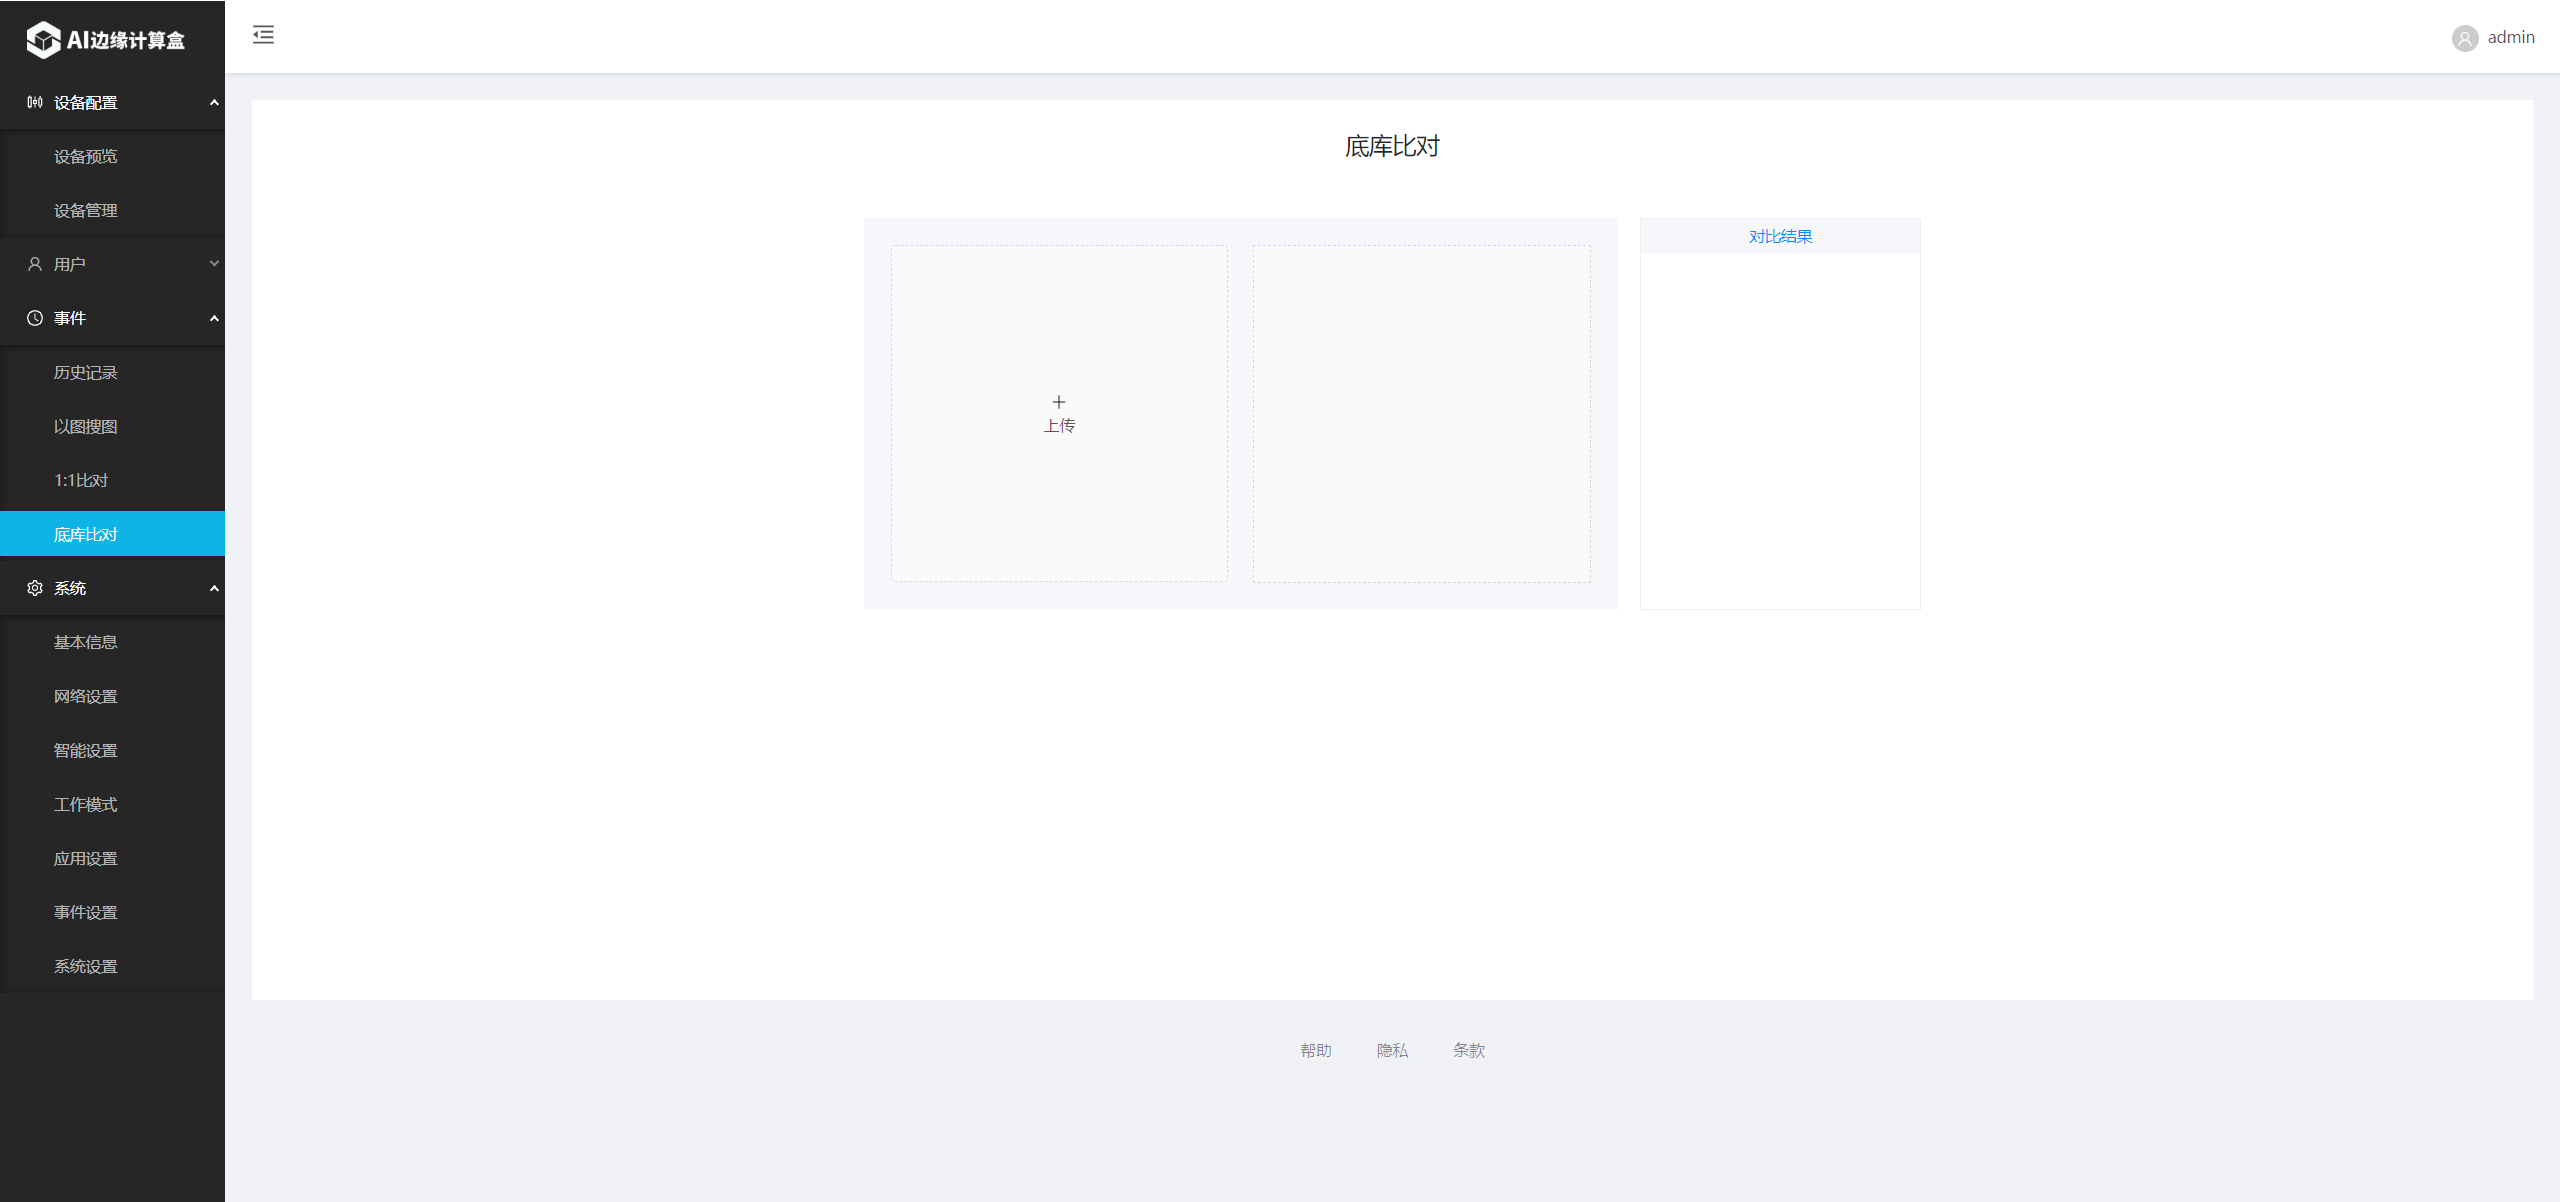 AI边缘计算盒
admin
设备配置
设备预览
设备管理
用户
事件
历史记录
以图搜图
1:1比对
底库比对
系统
基本信息
网络设置
智能设置
工作模式
应用设置
事件设置
系统设置
底库比对
上传
对比结果
帮助
隐私
条款